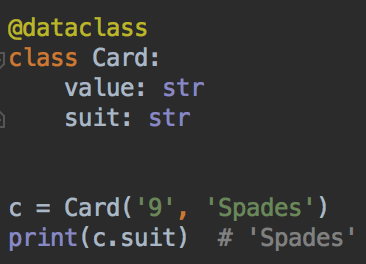 @dataclass
class Card:
    value: str
    suit: str
c = Card('9', 'Spades')
print(c.suit)  # 'Spades'